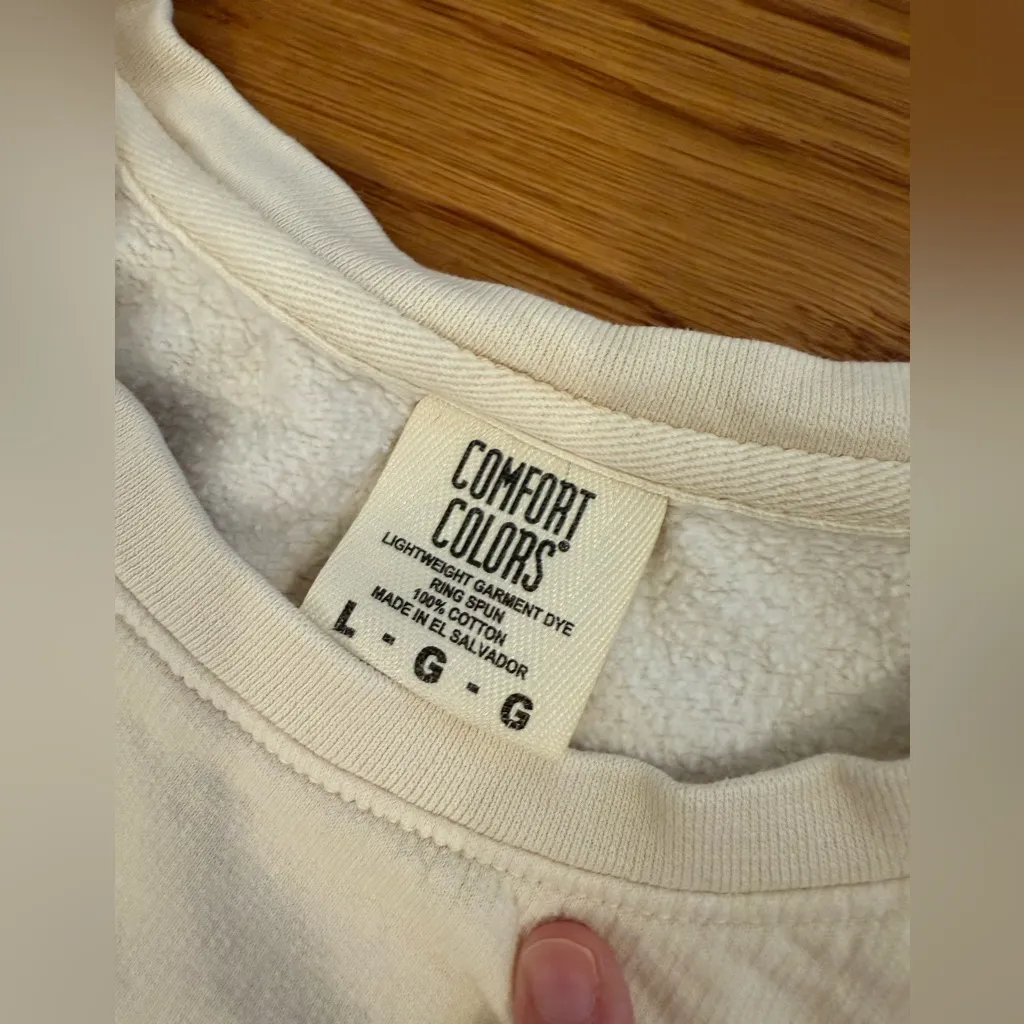 COMFORT
COLORS®
LIGHTWEIGHT GARMENT DYE
RING SPUN
100% COTTON
MADE IN EL SALVADOR
L - G - G